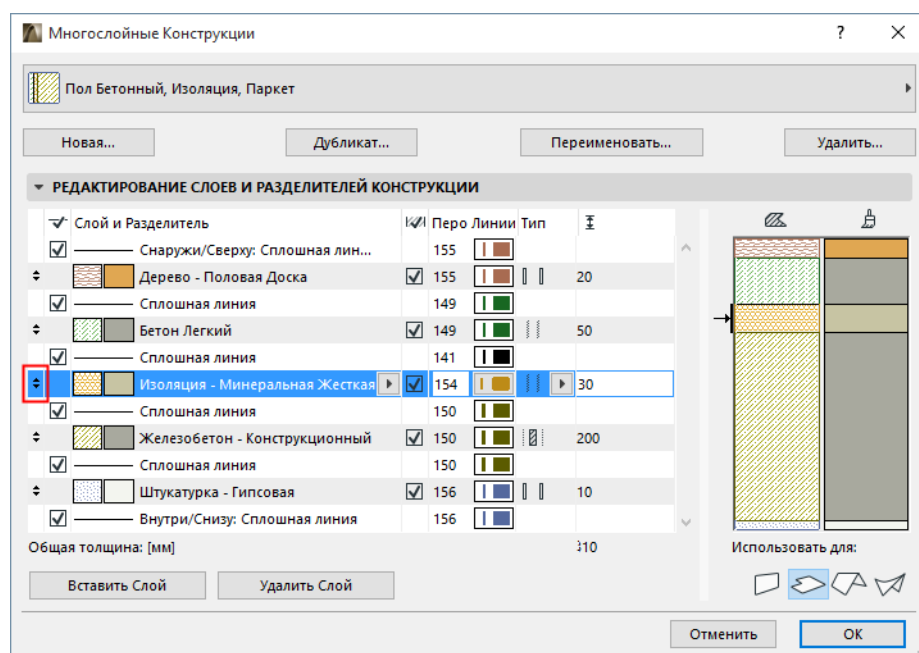 Многослойные Конструкции ?
Пол Бетонный, Изоляция, Паркет
Новая... Дубликат... Переименовать... Удалить...
РЕДАКТИРОВАНИЕ СЛОЕВ И РАЗДЕЛИТЕЛЕЙ КОНСТРУКЦИИ
Слой и Разделитель Перо Линии Тип
Снаружи/Сверху: Сплошная лин... 155
Дерево - Половая Доска 155 20
Сплошная линия 149
Бетон Легкий 149 50
Сплошная линия 141
Изоляция - Минеральная Жесткая 154 30
Сплошная линия 150
Железобетон - Конструкционный 150 200
Сплошная линия 150
Штукатурка - Гипсовая 156 10
Внутри/Снизу: Сплошная линия 156
Общая толщина: [мм] 310 Использовать для:
Вставить Слой Удалить Слой
Отменить OK